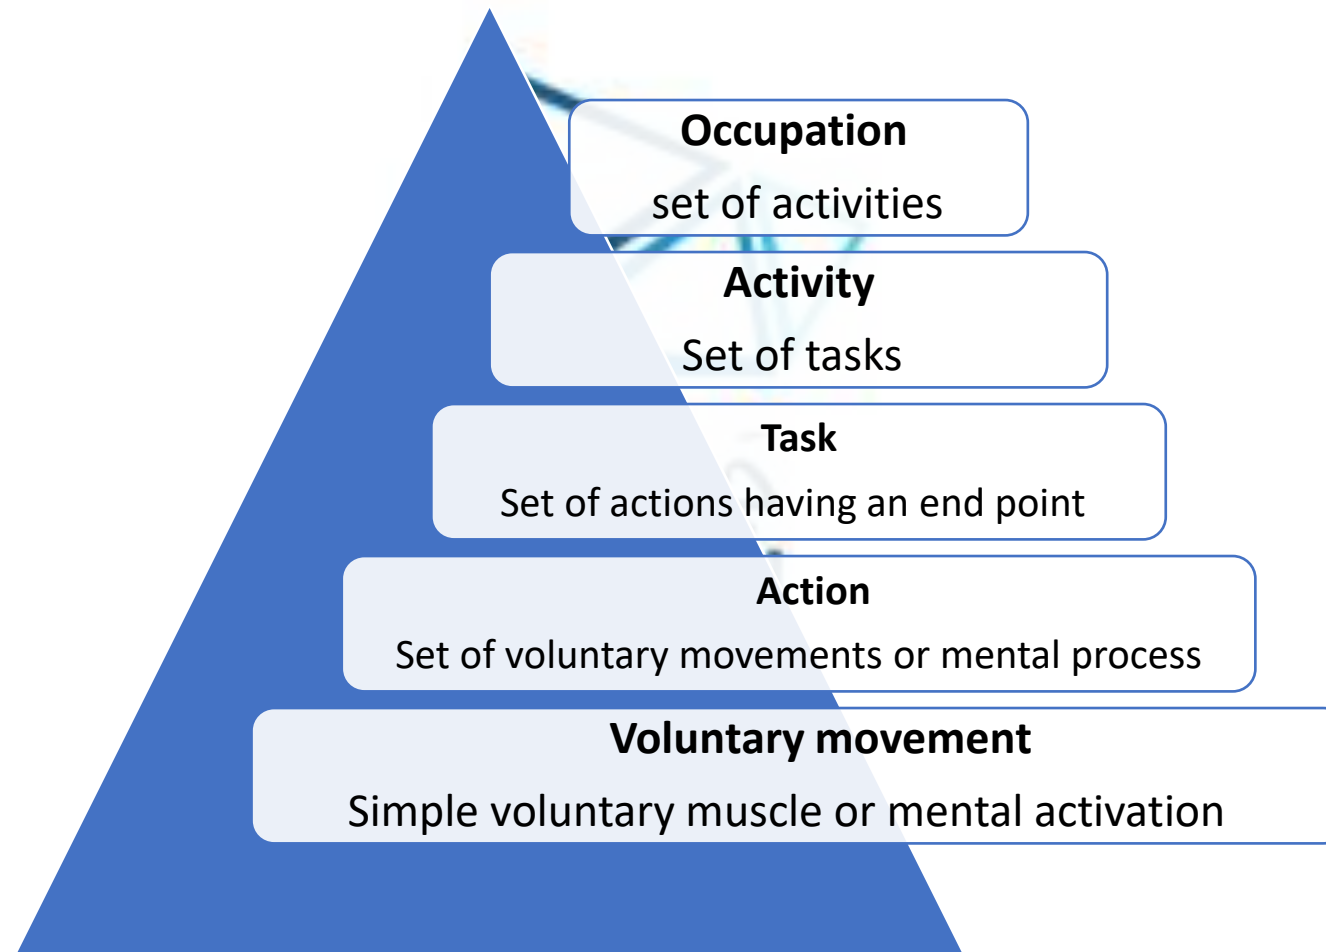 Occupation
set of activities
Activity
Set of tasks
Task
Set of actions having an end point
Action
Set of voluntary movements or mental process
Voluntary movement
Simple voluntary muscle or mental activation